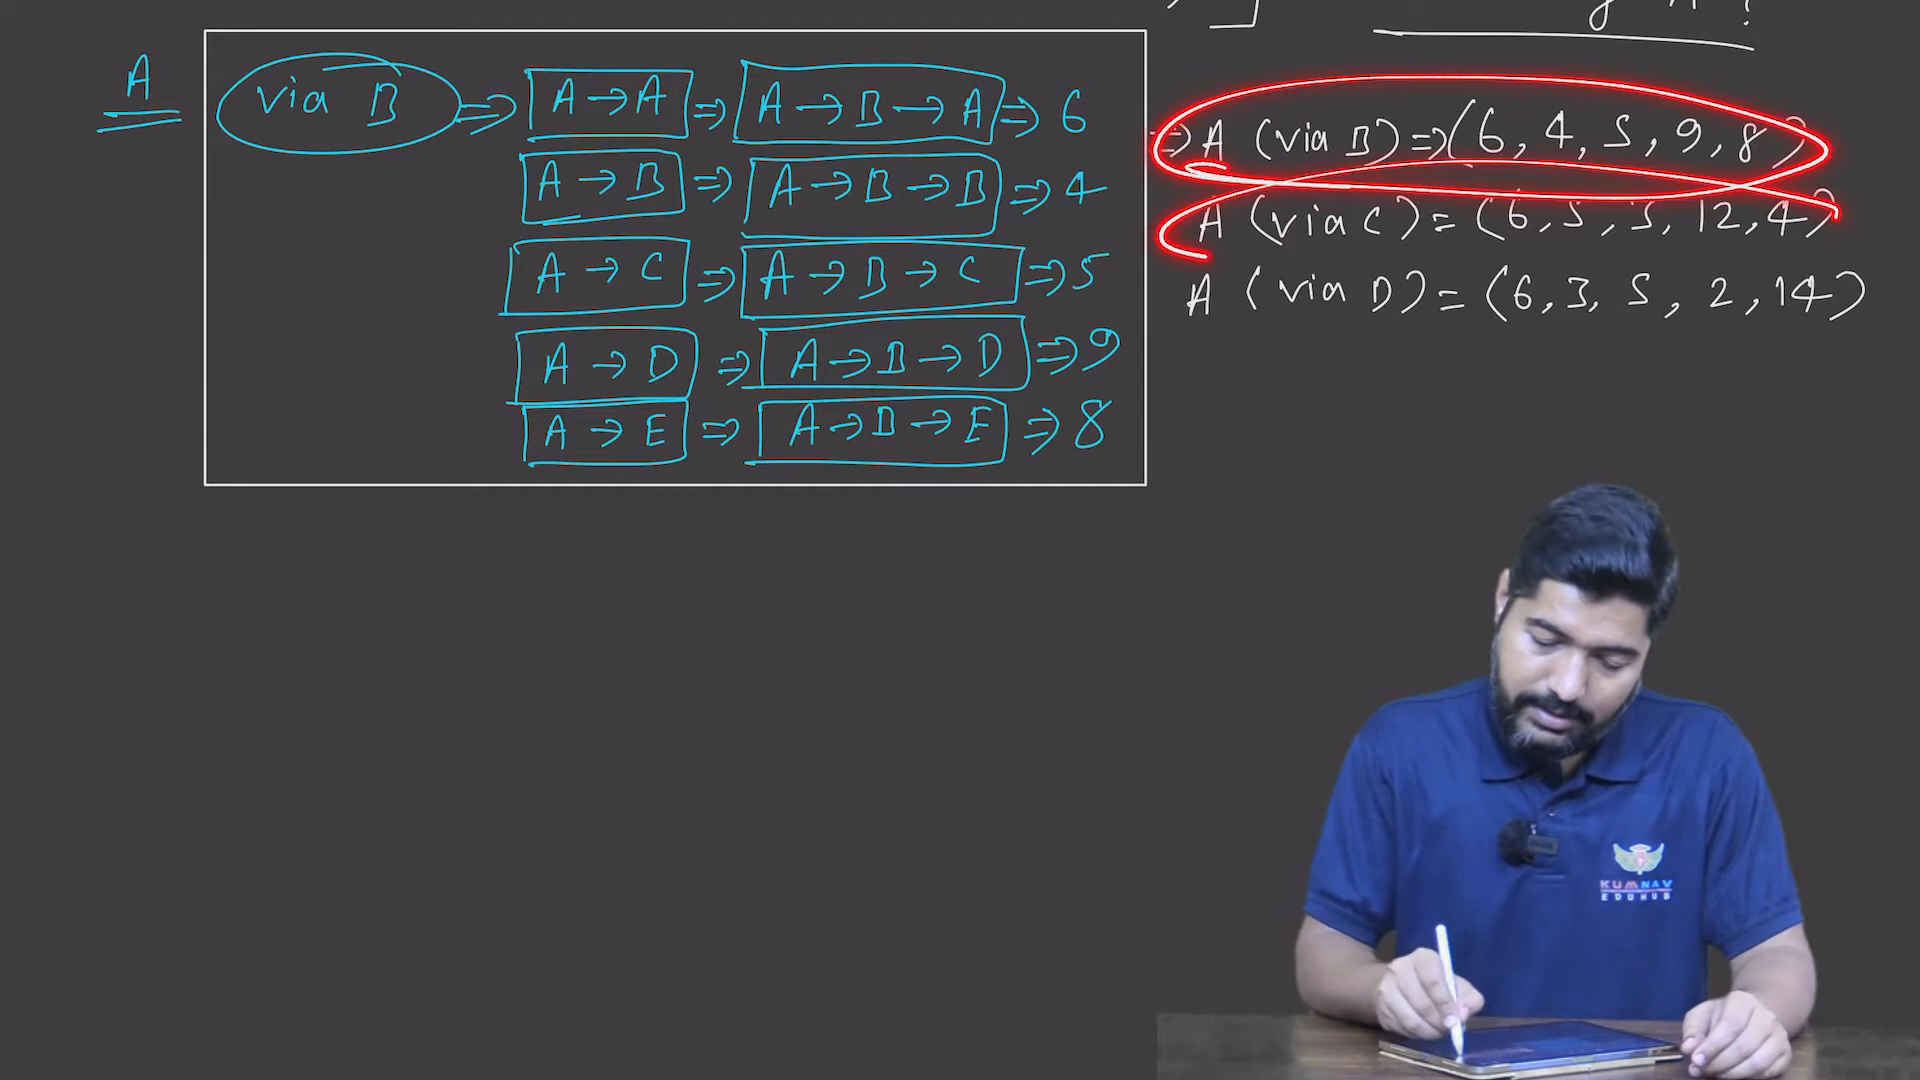 A
via B ⇒ A → A ⇒ A → B → A ⇒ 6
A → B ⇒ A → B → B ⇒ 4
A → C ⇒ A → B → C ⇒ 5
A → D ⇒ A → B → D ⇒ 9
A → E ⇒ A → B → E ⇒ 8
⇒ A (via B) ⇒ (6, 4, 5, 9, 8)
A (via C) = (6, 5, 5, 12, 4)
A (via D) = (6, 3, 5, 2, 14)
KUMNAV
EDUHUB